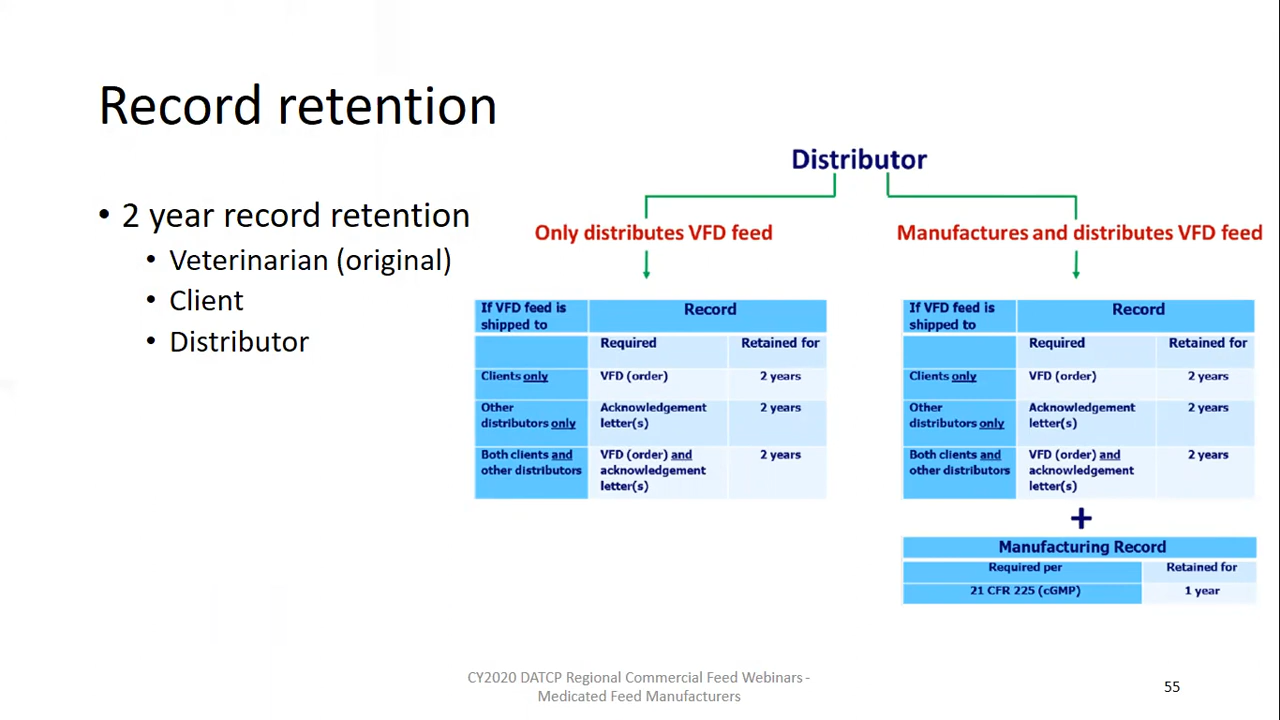 Record retention
• 2 year record retention
• Veterinarian (original)
• Client
• Distributor
Distributor
Only distributes VFD feed
If VFD feed is
shipped to
Record
Required
Retained for
Clients only
VFD (order)
2 years
Other
distributors only
Acknowledgement
letter(s)
2 years
Both clients and
other distributors
VFD (order) and
acknowledgement
letter(s)
2 years
Manufactures and distributes VFD feed
If VFD feed is
shipped to
Record
Required
Retained for
Clients only
VFD (order)
2 years
Other
distributors only
Acknowledgement
letter(s)
2 years
Both clients and
other distributors
VFD (order) and
acknowledgement
letter(s)
2 years
+
Manufacturing Record
Required per
Retained for
21 CFR 225 (cGMP)
1 year
CY2020 DATCP Regional Commercial Feed Webinars -
Medicated Feed Manufacturers
55